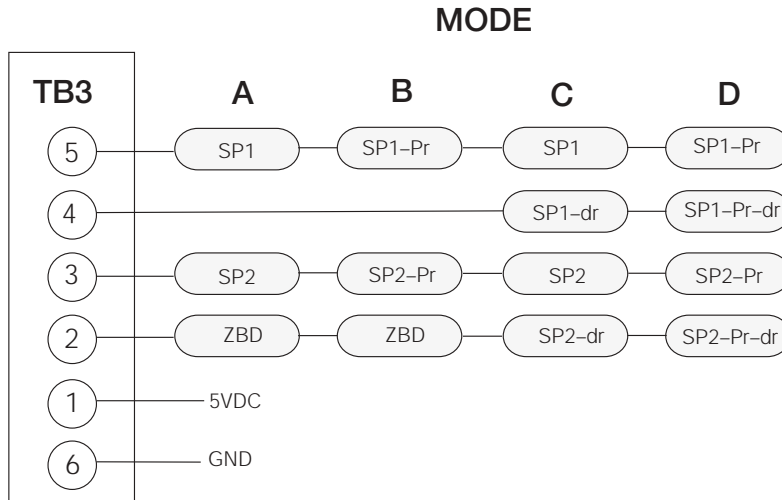 MODE
TB3 A B C D
5 SP1 SP1–Pr SP1 SP1–Pr
4 SP1–dr SP1–Pr–dr
3 SP2 SP2–Pr SP2 SP2–Pr
2 ZBD ZBD SP2–dr SP2–Pr–dr
1 5VDC
6 GND